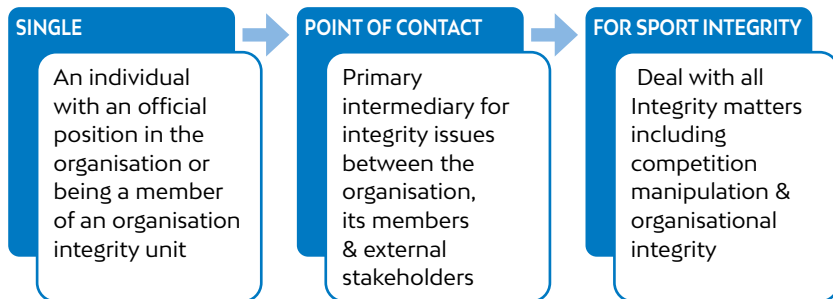 SINGLE
An individual
with an official
position in the
organisation or
being a member
of an organisation
integrity unit
POINT OF CONTACT
Primary
intermediary for
integrity issues
between the
organisation,
its members
& external
stakeholders
FOR SPORT INTEGRITY
Deal with all
Integrity matters
including
competition
manipulation &
organisational
integrity